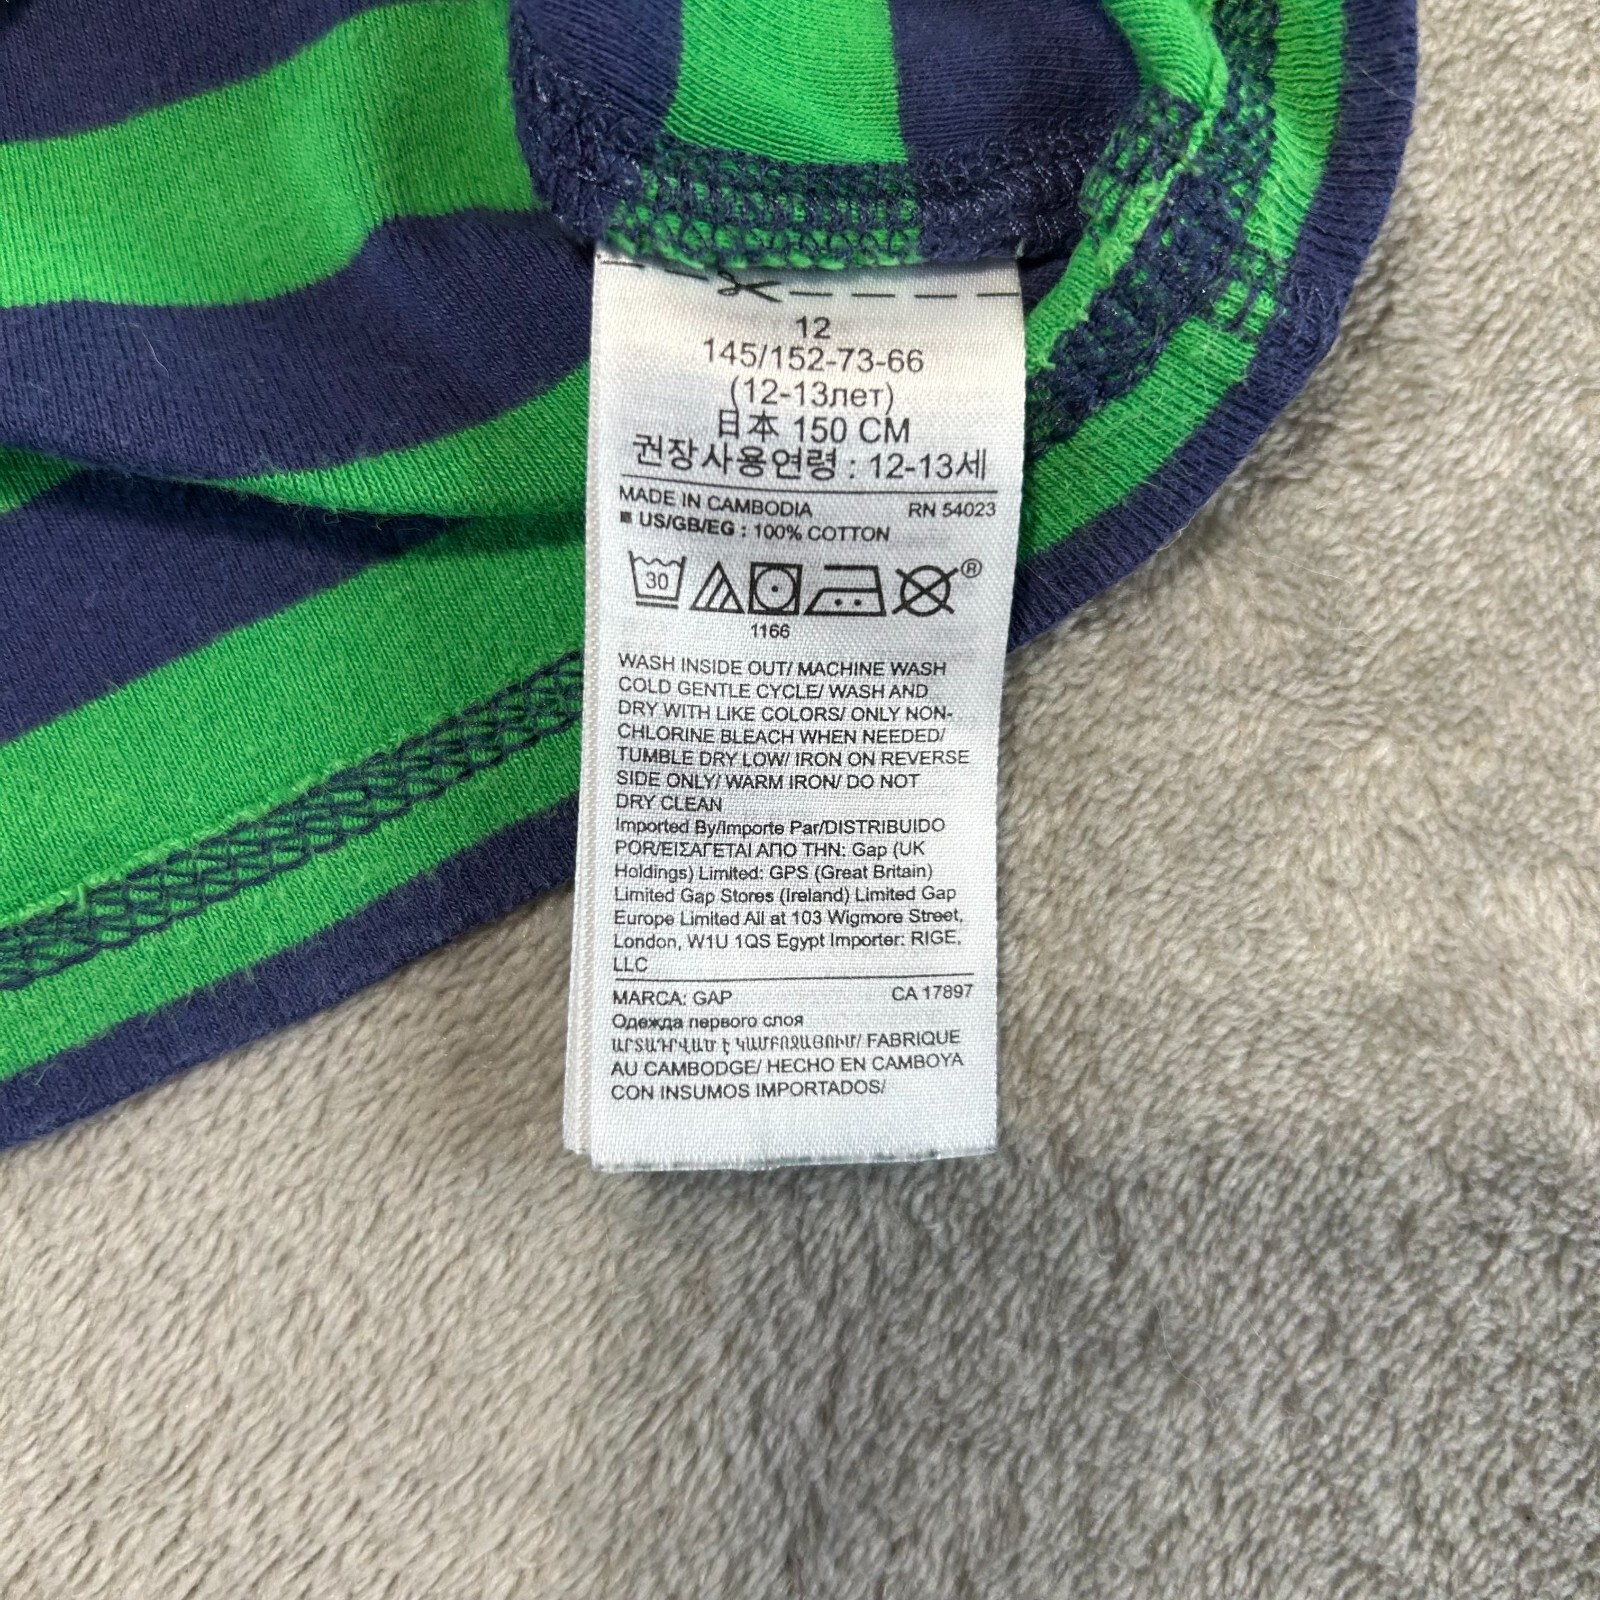 12
145/152-73-66
(12-13лет)
日本 150 CM
권장사용연령 : 12-13세
MADE IN CAMBODIA RN 54023
■ US/GB/EG : 100% COTTON
30 ®
1166
WASH INSIDE OUT/ MACHINE WASH
COLD GENTLE CYCLE/ WASH AND
DRY WITH LIKE COLORS/ ONLY NON-
CHLORINE BLEACH WHEN NEEDED/
TUMBLE DRY LOW/ IRON ON REVERSE
SIDE ONLY/ WARM IRON/ DO NOT
DRY CLEAN
Imported By/Importe Par/DISTRIBUIDO
POR/ΕΙΣΑΓΕΤΑΙ ΑΠΟ ΤΗΝ: Gap (UK
Holdings) Limited: GPS (Great Britain)
Limited Gap Stores (Ireland) Limited Gap
Europe Limited All at 103 Wigmore Street,
London, W1U 1QS Egypt Importer: RIGE,
LLC
MARCA: GAP CA 17897
Одежда первого слоя
ԱՐՏԱԴՐՎԱԾ Է ԿԱՄԲՈՋԱՅՈՒՄ/ FABRIQUE
AU CAMBODGE/ HECHO EN CAMBOYA
CON INSUMOS IMPORTADOS/